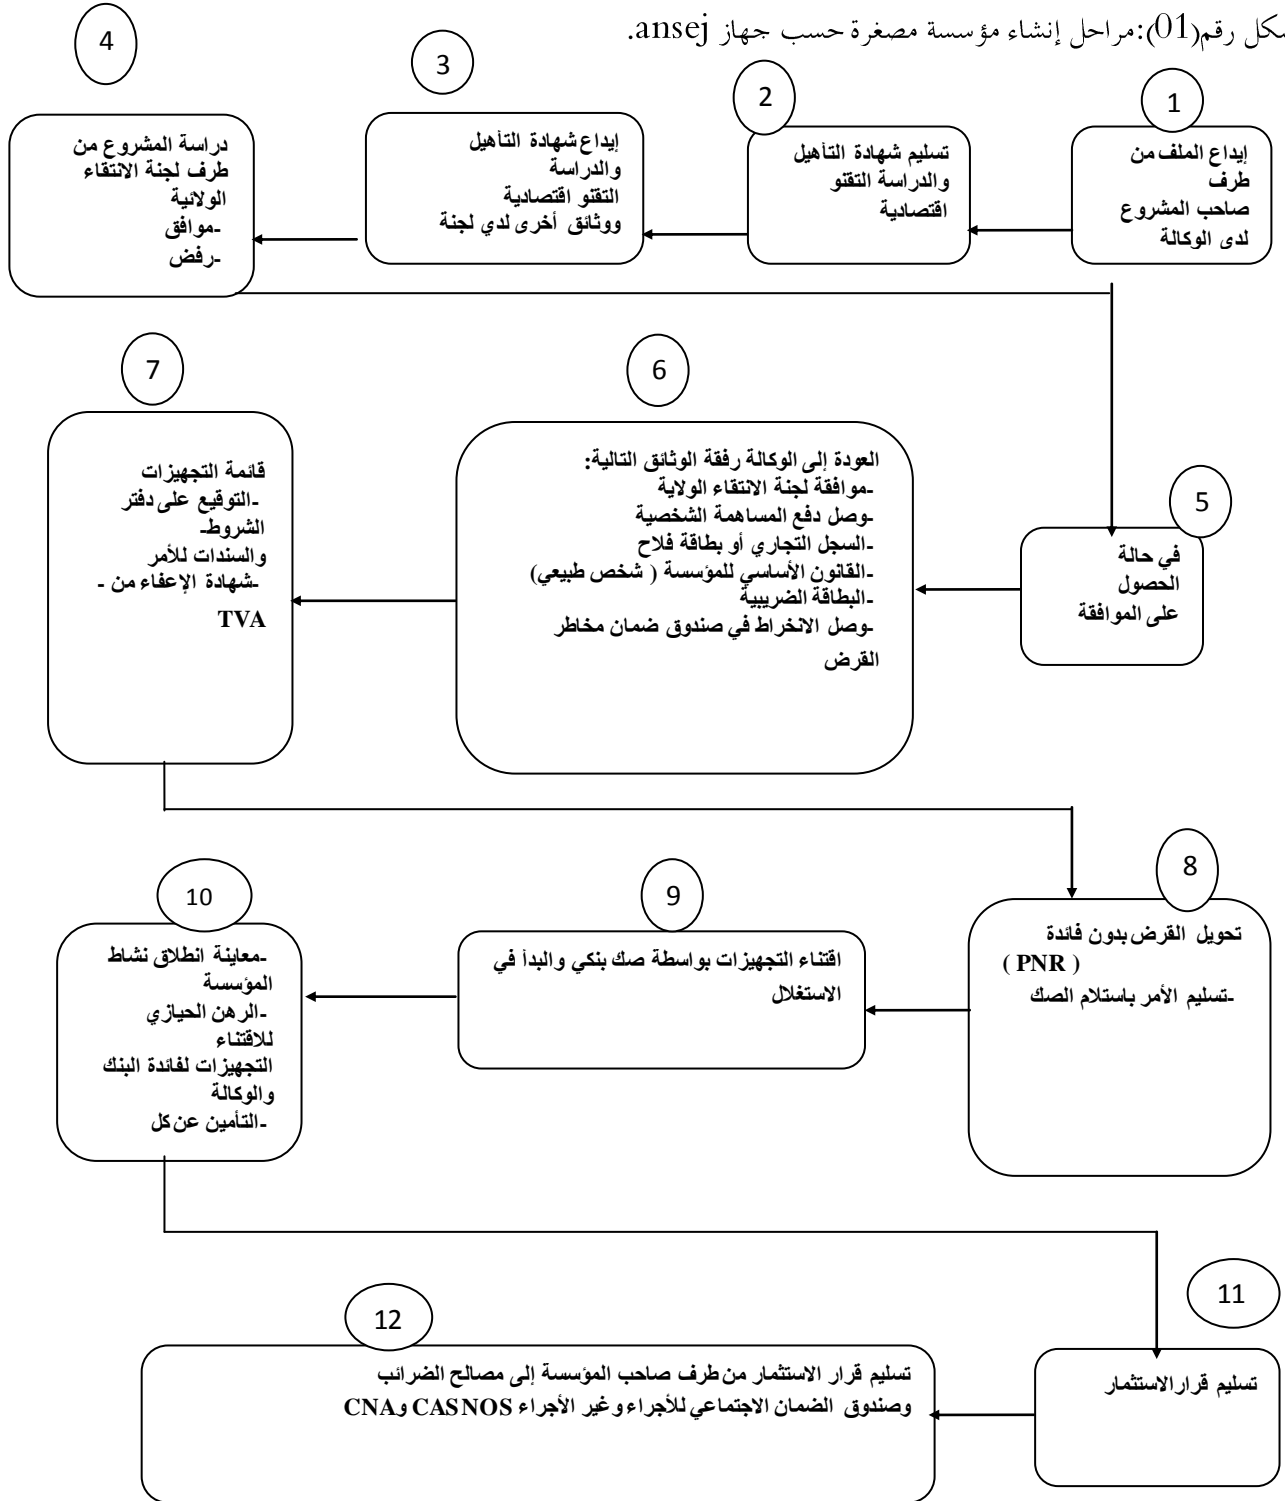 شكل رقم(01):مراحل إنشاء مؤسسة مصغرة حسب جهاز ansej.
1
إيداع الملف من
طرف
صاحب المشروع
لدى الوكالة
2
تسليم شهادة التأهيل
والدراسة التقنو
اقتصادية
3
إيداع شهادة التأهيل
والدراسة
التقنو اقتصادية
ووثائق أخرى لدي لجنة
4
دراسة المشروع من
طرف لجنة الانتقاء
الولائية
-موافق
-رفض
5
في حالة
الحصول
على الموافقة
6
العودة إلى الوكالة رفقة الوثائق التالية:
-موافقة لجنة الانتقاء الولاية
-وصل دفع المساهمة الشخصية
-السجل التجاري أو بطاقة فلاح
-القانون الأساسي للمؤسسة ( شخص طبيعي)
-البطاقة الضريبية
-وصل الانخراط في صندوق ضمان مخاطر
القرض
7
قائمة التجهيزات
-التوقيع على دفتر
الشروط-
والسندات للأمر
-شهادة الإعفاء من -
TVA
8
تحويل القرض بدون فائدة
( PNR )
-تسليم الأمر باستلام الصك
9
اقتناء التجهيزات بواسطة صك بنكي والبدأ في
الاستغلال
10
-معاينة انطلاق نشاط
المؤسسة
-الرهن الحيازي
للاقتناء
التجهيزات لفائدة البنك
والوكالة
-التأمين عن كل
11
تسليم قرار الاستثمار
12
تسليم قرار الاستثمار من طرف صاحب المؤسسة إلى مصالح الضرائب
وصندوق الضمان الاجتماعي للأجراء وغير الأجراء CASNOS وCNA